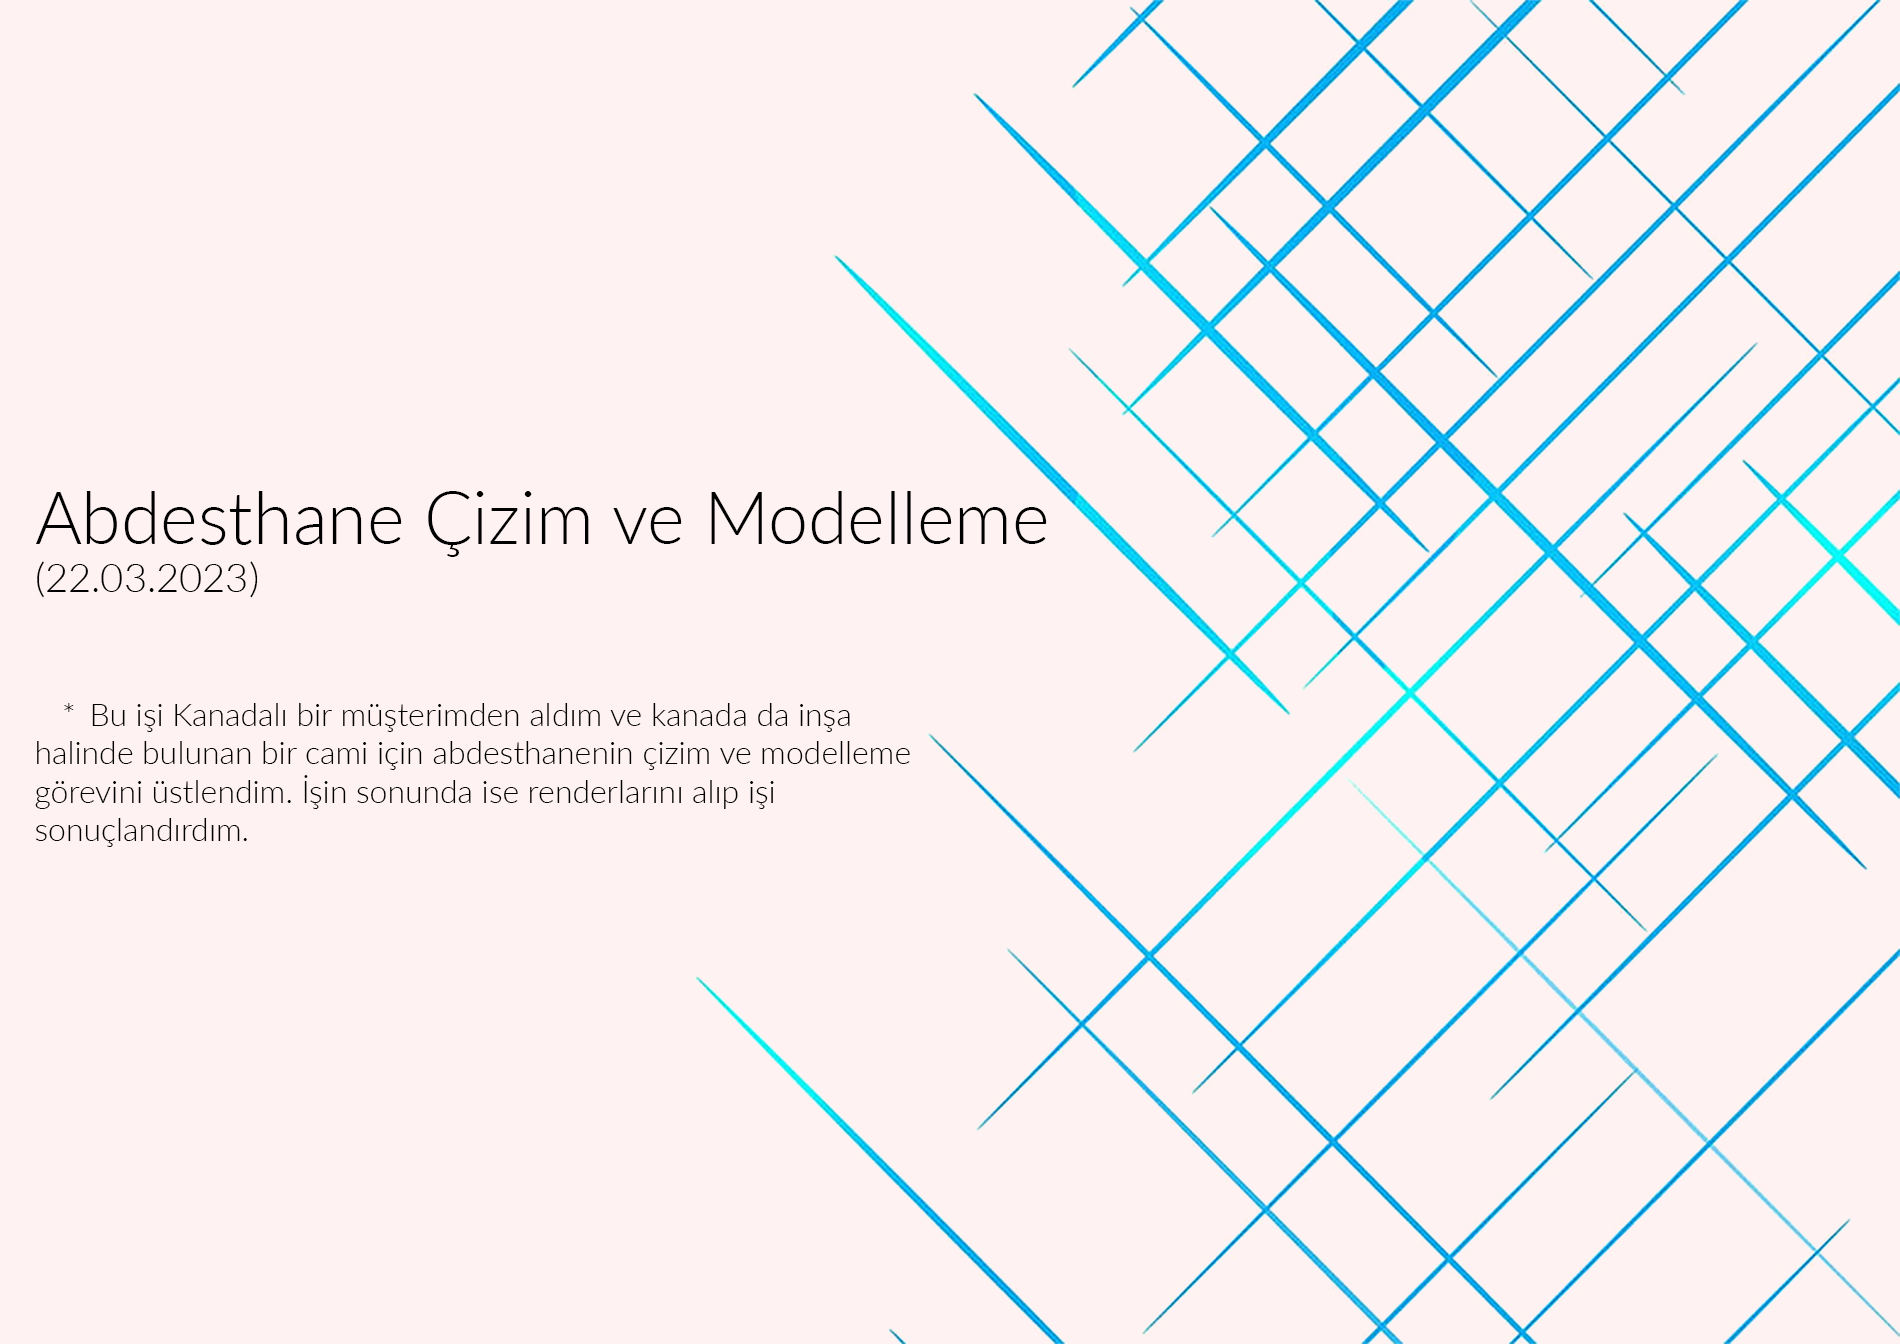 Abdesthane Çizim ve Modelleme
(22.03.2023)
* Bu işi Kanadalı bir müşterimden aldım ve kanada da inşa
halinde bulunan bir cami için abdesthanenin çizim ve modelleme
görevini üstlendim. İşin sonunda ise renderlarını alıp işi
sonuçlandırdım.